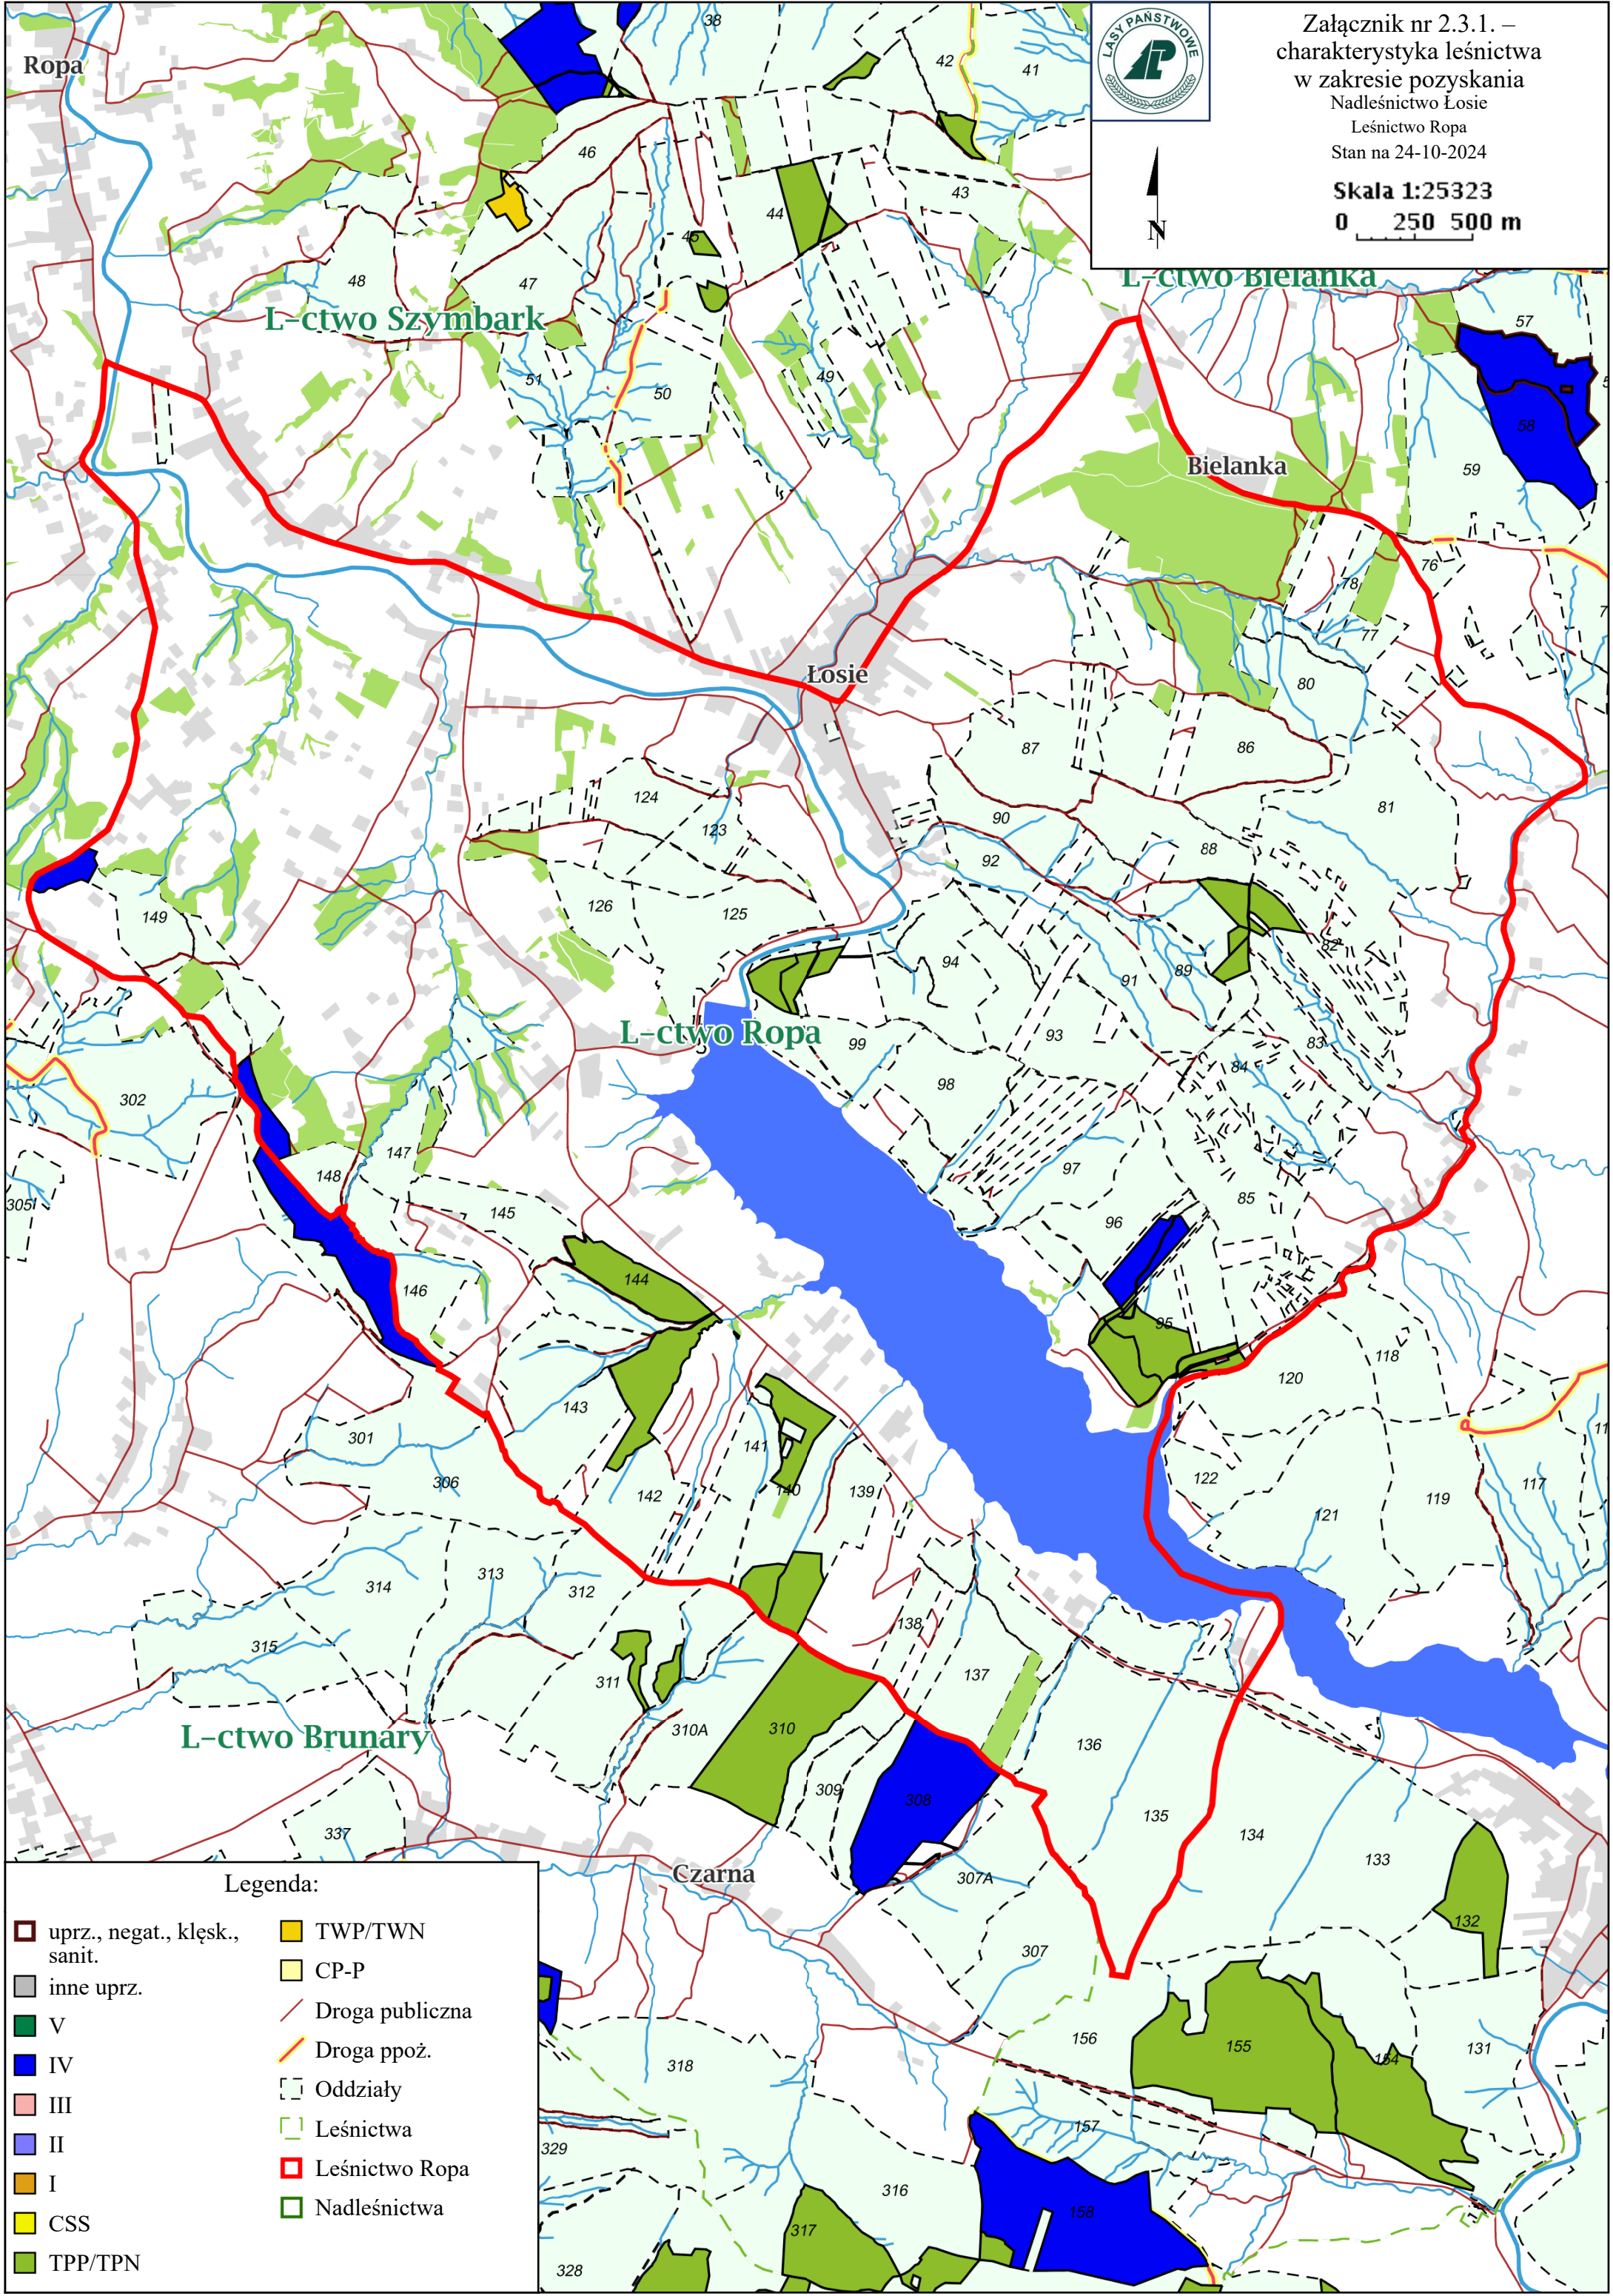 Załącznik nr 2.3.1. –
charakterystyka leśnictwa
w zakresie pozyskania
Nadleśnictwo Łosie
Leśnictwo Ropa
Stan na 24-10-2024
LASY PAŃSTWOWE
Skala 1:25323
0 250 500 m
N
Ropa
38
42
41
46
43
44
45
48
47
L-ctwo Szymbark
L-ctwo Bielanka
57
51
50
49
58
Bielanka
59
76
78
77
Łosie
80
87
86
124
81
123
90
92
88
126
125
149
82
94
89
91
L-ctwo Ropa
93
99
83
84
98
302
147
97
148
305
145
85
96
144
146
95
118
120
143
301
141
122
306
117
142
140
139
119
121
313
314
312
138
315
137
311
310
310A
L-ctwo Brunary
136
309
308
135
134
337
133
Czarna
307A
132
307
156
155
154
131
318
157
329
316
158
317
328
Legenda:
uprz., negat., klęsk.,
sanit.
inne uprz.
V
IV
III
II
I
CSS
TPP/TPN
TWP/TWN
CP-P
Droga publiczna
Droga ppoż.
Oddziały
Leśnictwa
Leśnictwo Ropa
Nadleśnictwa